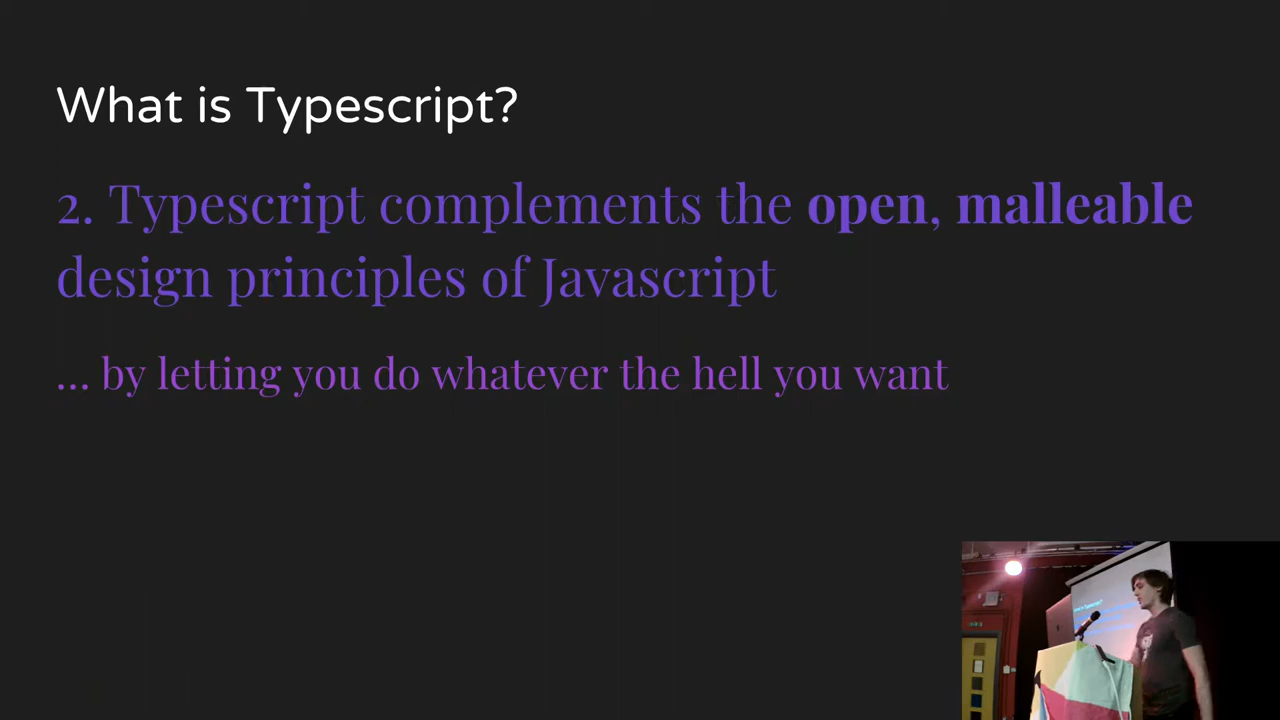 What is Typescript?
2. Typescript complements the open, malleable
design principles of Javascript
... by letting you do whatever the hell you want